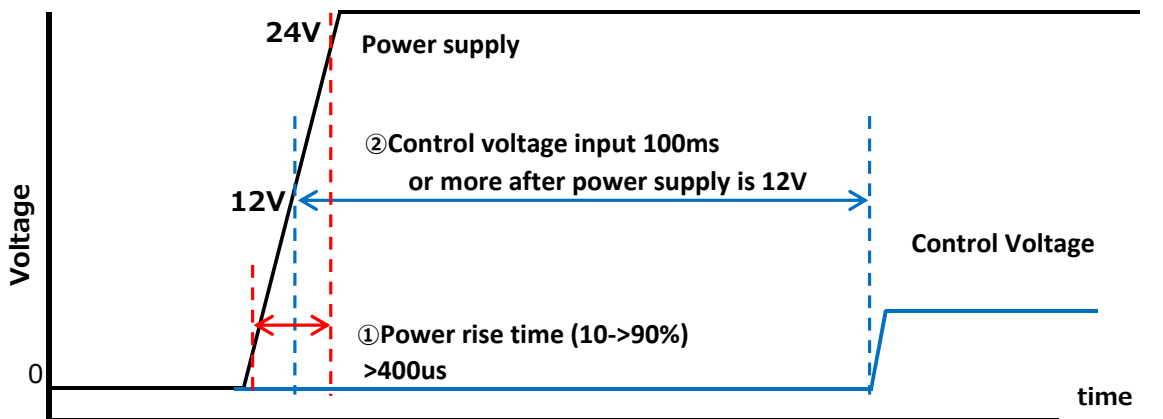 24V
Power supply
②Control voltage input 100ms
or more after power supply is 12V
12V
Voltage
Control Voltage
①Power rise time (10->90%)
>400us
0
time